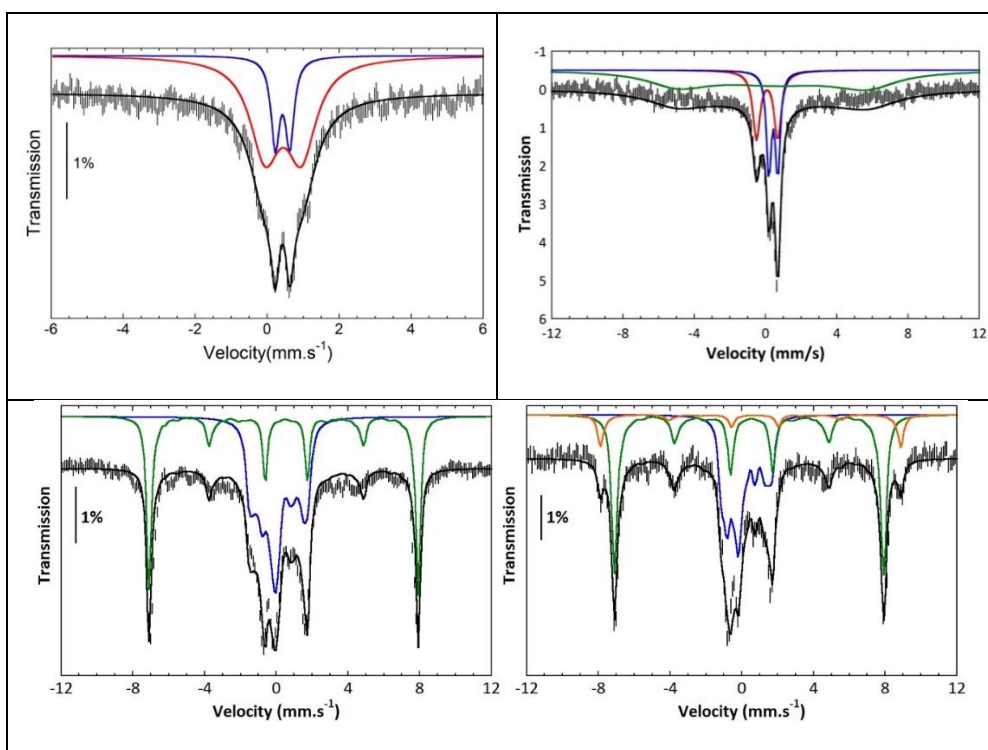 Transmission
1%
-6 -4 -2 0 2 4 6
Velocity(mm.s⁻¹)
Transmission
-1
0
1
2
3
4
5
6
-12 -8 -4 0 4 8 12
Velocity (mm/s)
Transmission
1%
-12 -8 -4 0 4 8 12
Velocity (mm.s⁻¹)
Transmission
1%
-12 -8 -4 0 4 8 12
Velocity (mm.s⁻¹)